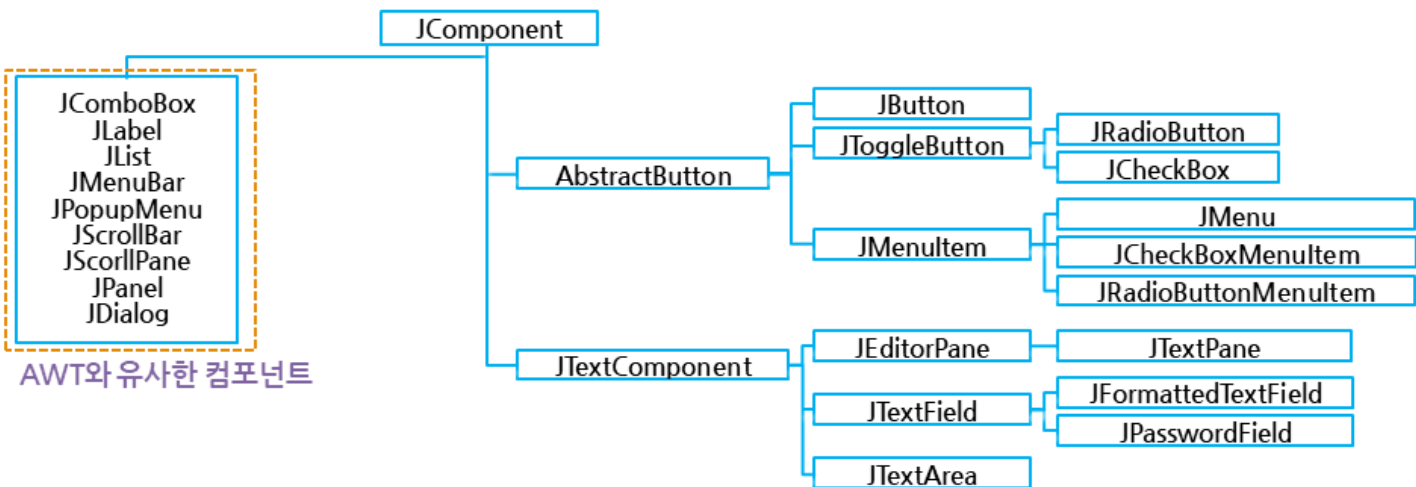 JComponent
JComboBox
JLabel
JList
JMenuBar
JPopupMenu
JScrollBar
JScorllPane
JPanel
JDialog
AWT와 유사한 컴포넌트
AbstractButton
JButton
JToggleButton
JRadioButton
JCheckBox
JMenuItem
JMenu
JCheckBoxMenuItem
JRadioButtonMenuItem
JTextComponent
JEditorPane
JTextPane
JTextField
JFormattedTextField
JPasswordField
JTextArea